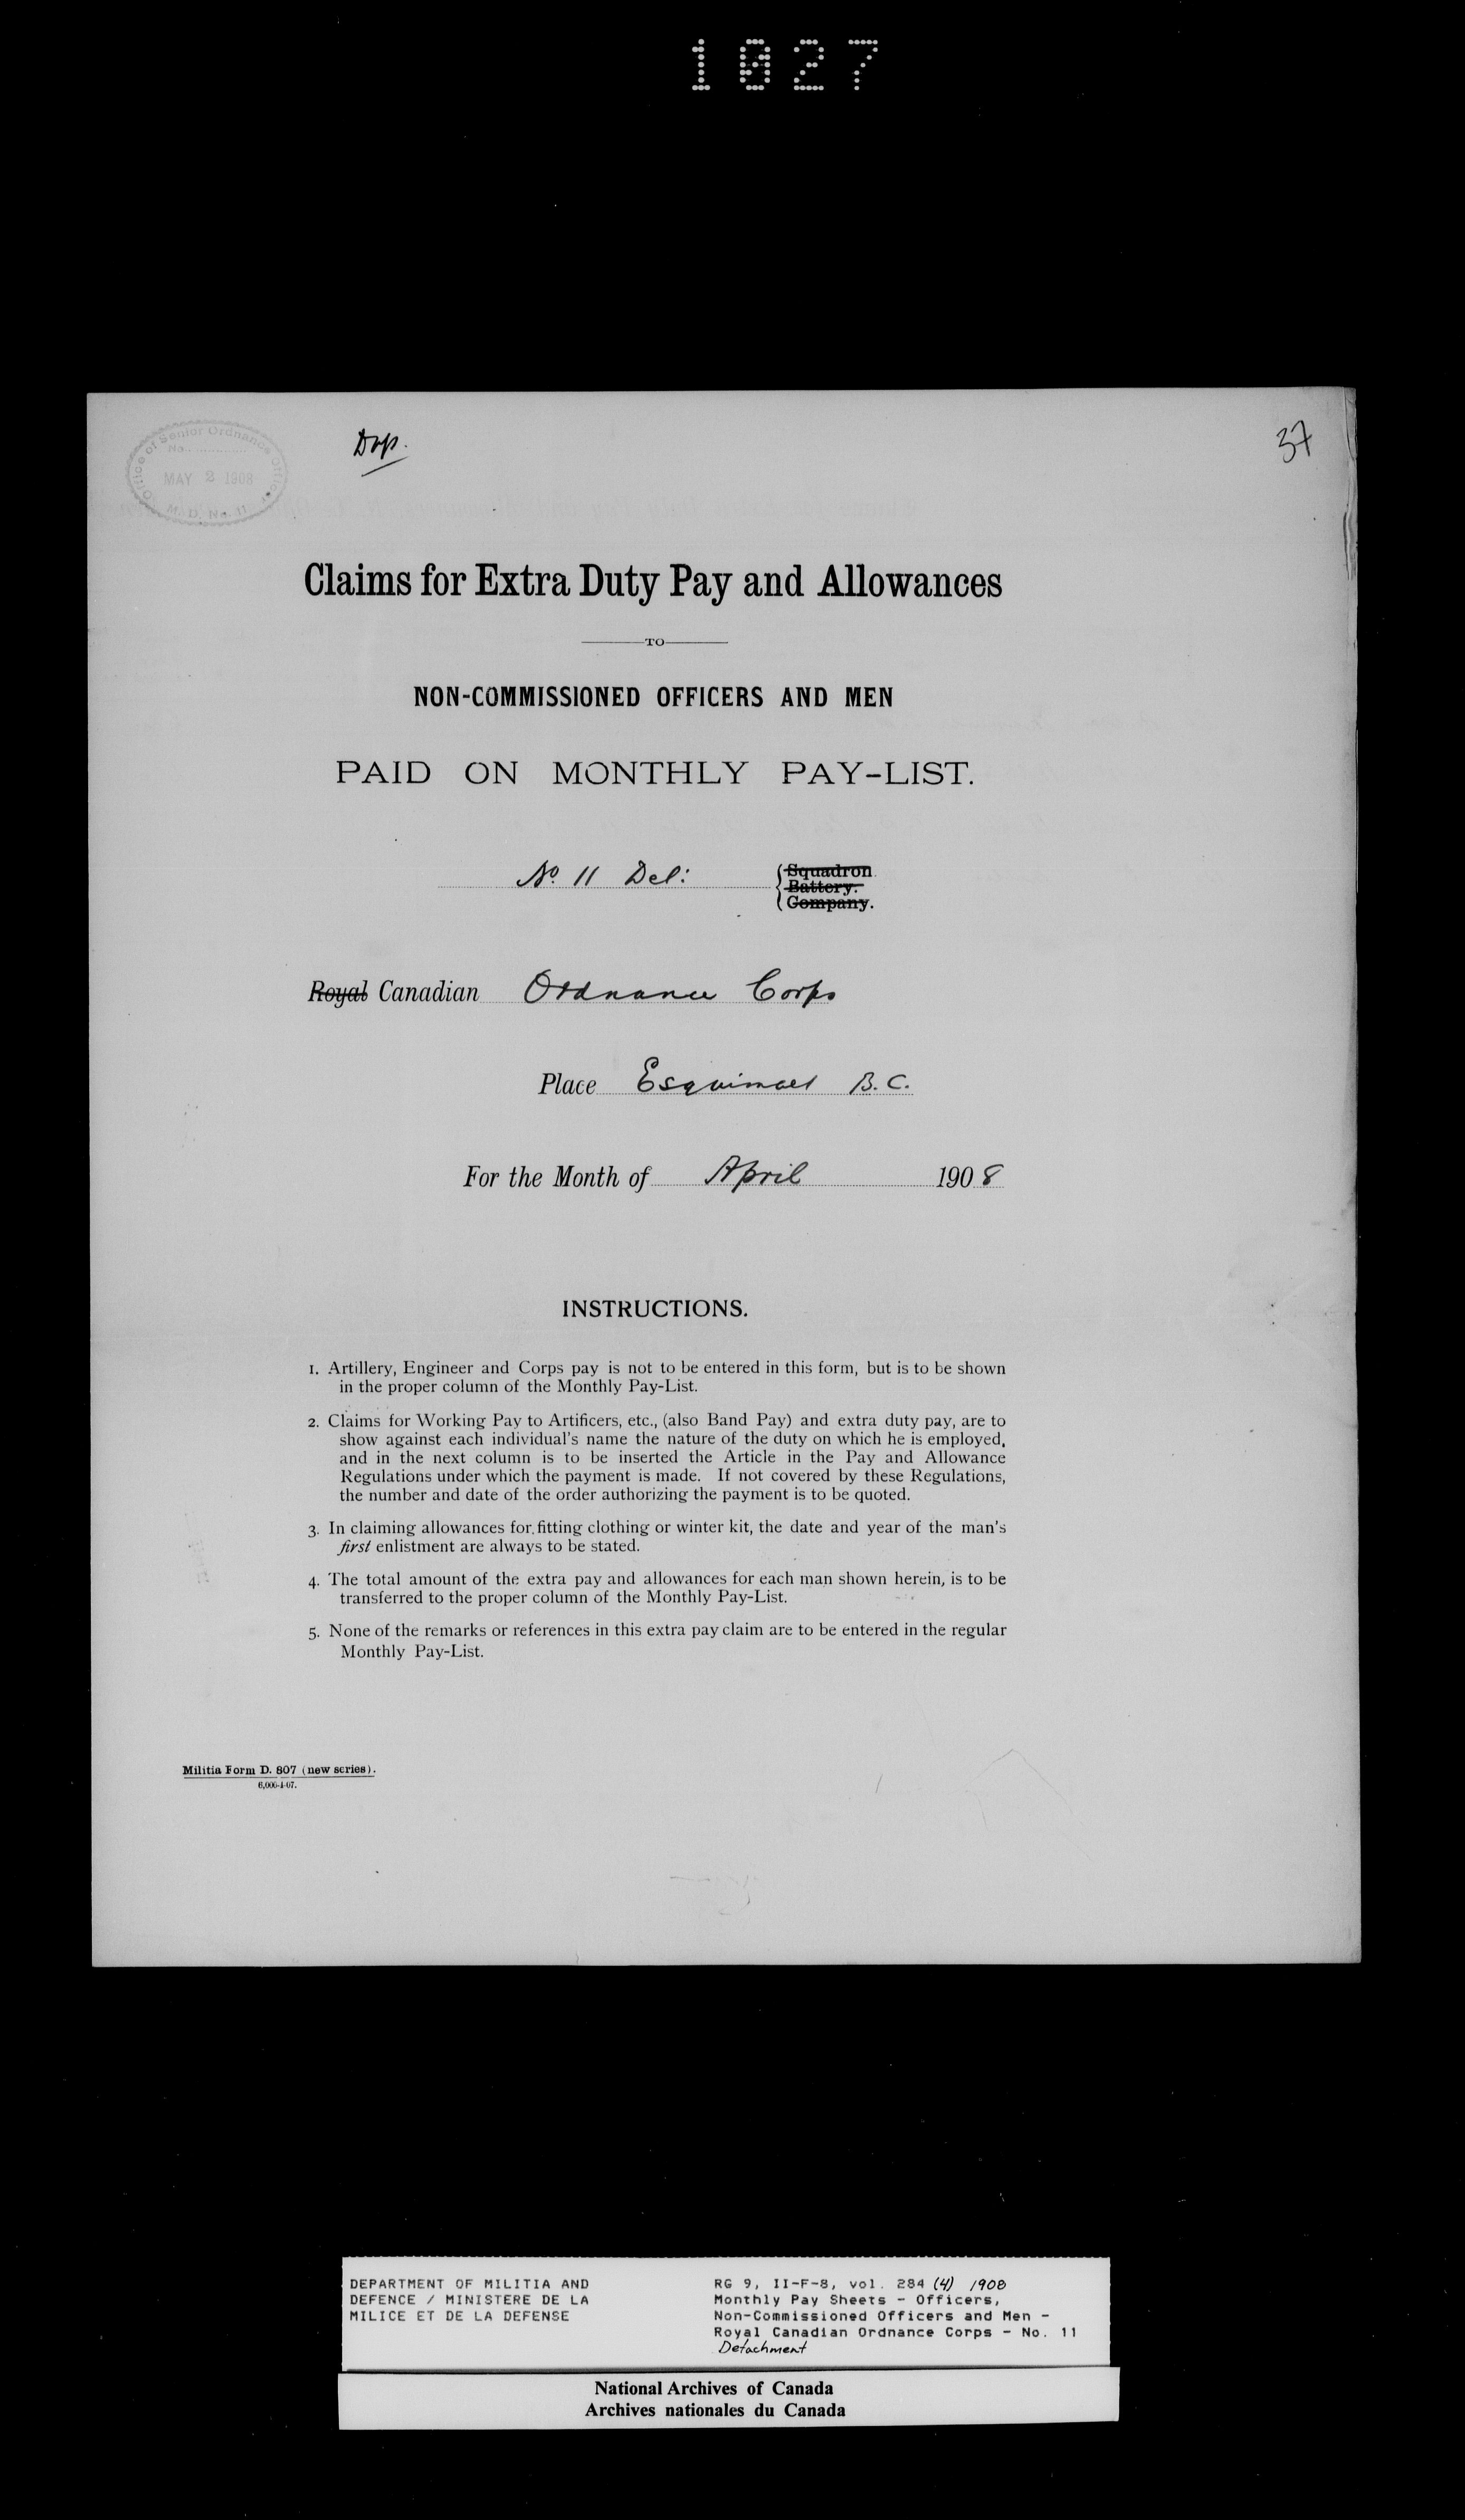 1027
Office of Senior Ordnance Officer
No.
MAY 2 1908
M. D. No. 11
Dup.
37
Claims for Extra Duty Pay and Allowances
TO
NON-COMMISSIONED OFFICERS AND MEN
PAID ON MONTHLY PAY-LIST.
No. 11 Det: Squadron
Battery.
Company.
Royal Canadian Ordnance Corps
Place Esquimalt B.C.
For the Month of April 1908
INSTRUCTIONS.
1. Artillery, Engineer and Corps pay is not to be entered in this form, but is to be shown
in the proper column of the Monthly Pay-List.
2. Claims for Working Pay to Artificers, etc., (also Band Pay) and extra duty pay, are to
show against each individual's name the nature of the duty on which he is employed,
and in the next column is to be inserted the Article in the Pay and Allowance
Regulations under which the payment is made. If not covered by these Regulations,
the number and date of the order authorizing the payment is to be quoted.
3. In claiming allowances for fitting clothing or winter kit, the date and year of the man's
first enlistment are always to be stated.
4. The total amount of the extra pay and allowances for each man shown herein, is to be
transferred to the proper column of the Monthly Pay-List.
5. None of the remarks or references in this extra pay claim are to be entered in the regular
Monthly Pay-List.
Militia Form D. 807 (new series).
6,000-4-07.
DEPARTMENT OF MILITIA AND
DEFENCE / MINISTERE DE LA
MILICE ET DE LA DEFENSE
RG 9, II-F-8, vol. 284 (4) 1908
Monthly Pay Sheets - Officers,
Non-Commissioned Officers and Men -
Royal Canadian Ordnance Corps - No. 11
Detachment
National Archives of Canada
Archives nationales du Canada